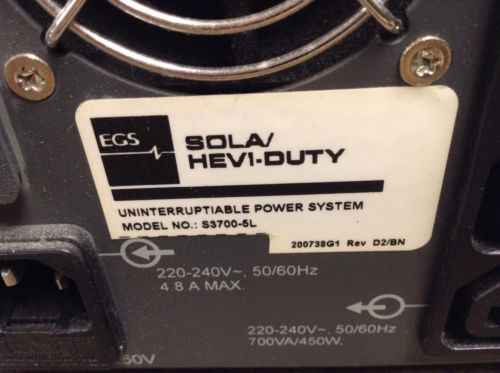 EGS
SOLA/
HEVI-DUTY
UNINTERRUPTIABLE POWER SYSTEM
MODEL NO.: S3700-5L
200738G1 Rev D2/BN
220-240V~, 50/60Hz
4.8 A MAX.
220-240V~, 50/60Hz
700VA/450W.
50V